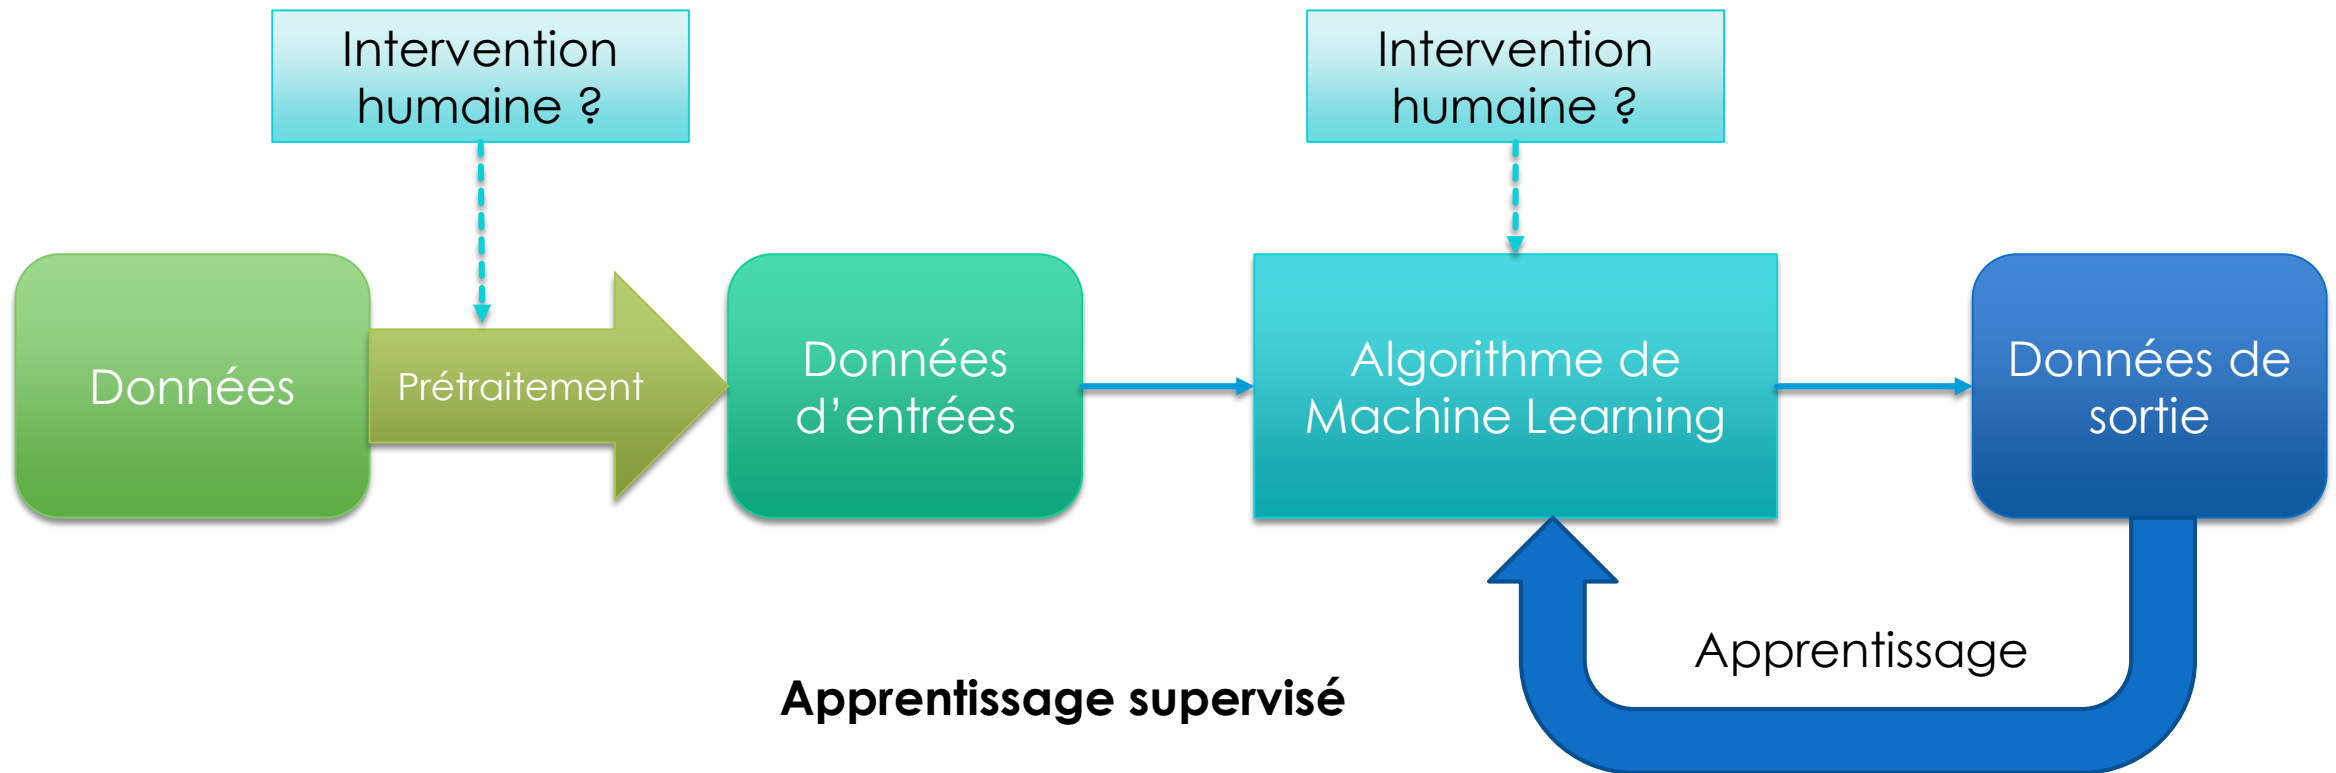 Intervention
humaine ?
Intervention
humaine ?
Données
Prétraitement
Données
d’entrées
Algorithme de
Machine Learning
Données de
sortie
Apprentissage
Apprentissage supervisé